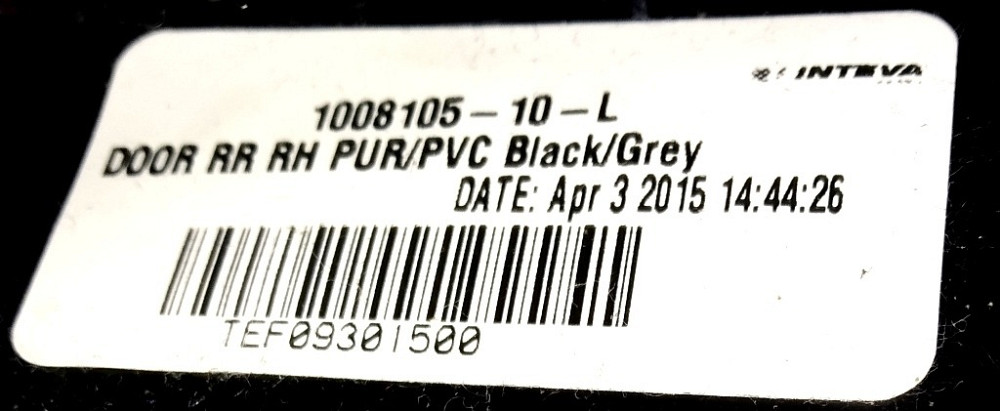 INTEVA
1008105-10-L
DOOR RR RH PUR/PVC Black/Grey
DATE: Apr 3 2015 14:44:26
TEF09301500